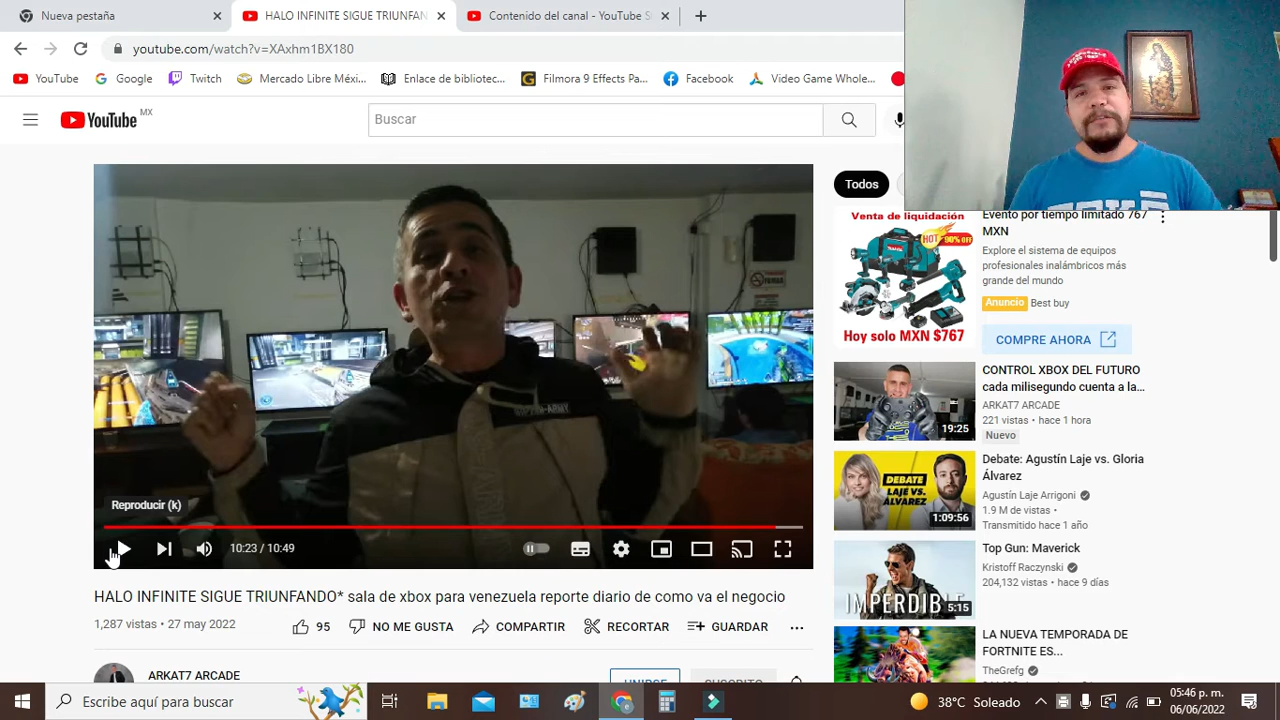 Nueva pestaña
HALO INFINITE SIGUE TRIUNFAN
Contenido del canal - YouTube S
youtube.com/watch?v=XAxhm1BX180
YouTube
Google
Twitch
Mercado Libre Méxi...
Enlace de bibliotec...
Filmora 9 Effects Pa...
Facebook
Video Game Whole...
YouTube MX
Buscar
Todos
Venta de liquidación
HOT 90% OFF
Hoy solo MXN $767
Evento por tiempo limitado 767
MXN
Explore el sistema de equipos
profesionales inalámbricos más
grande del mundo
Anuncio Best buy
COMPRE AHORA
CONTROL XBOX DEL FUTURO
cada milisegundo cuenta a la...
ARKAT7 ARCADE
221 vistas • hace 1 hora
Nuevo
19:25
Debate: Agustín Laje vs. Gloria
Álvarez
Agustín Laje Arrigoni
1.9 M de vistas •
Transmitido hace 1 año
DEBATE
LAJE VS.
ÁLVAREZ
1:09:56
Top Gun: Maverick
Kristoff Raczynski
204,132 vistas • hace 9 días
IMPERDIBLE
5:15
LA NUEVA TEMPORADA DE
FORTNITE ES...
TheGrefg
Reproducir (k)
10:23 / 10:49
HALO INFINITE SIGUE TRIUNFANDO* sala de xbox para venezuela reporte diario de como va el negocio
1,287 vistas • 27 may 2022
95
NO ME GUSTA
COMPARTIR
RECORTAR
GUARDAR
ARKAT7 ARCADE
UNIRSE
SUSCRITO
Escribe aquí para buscar
38°C Soleado
05:46 p. m.
06/06/2022